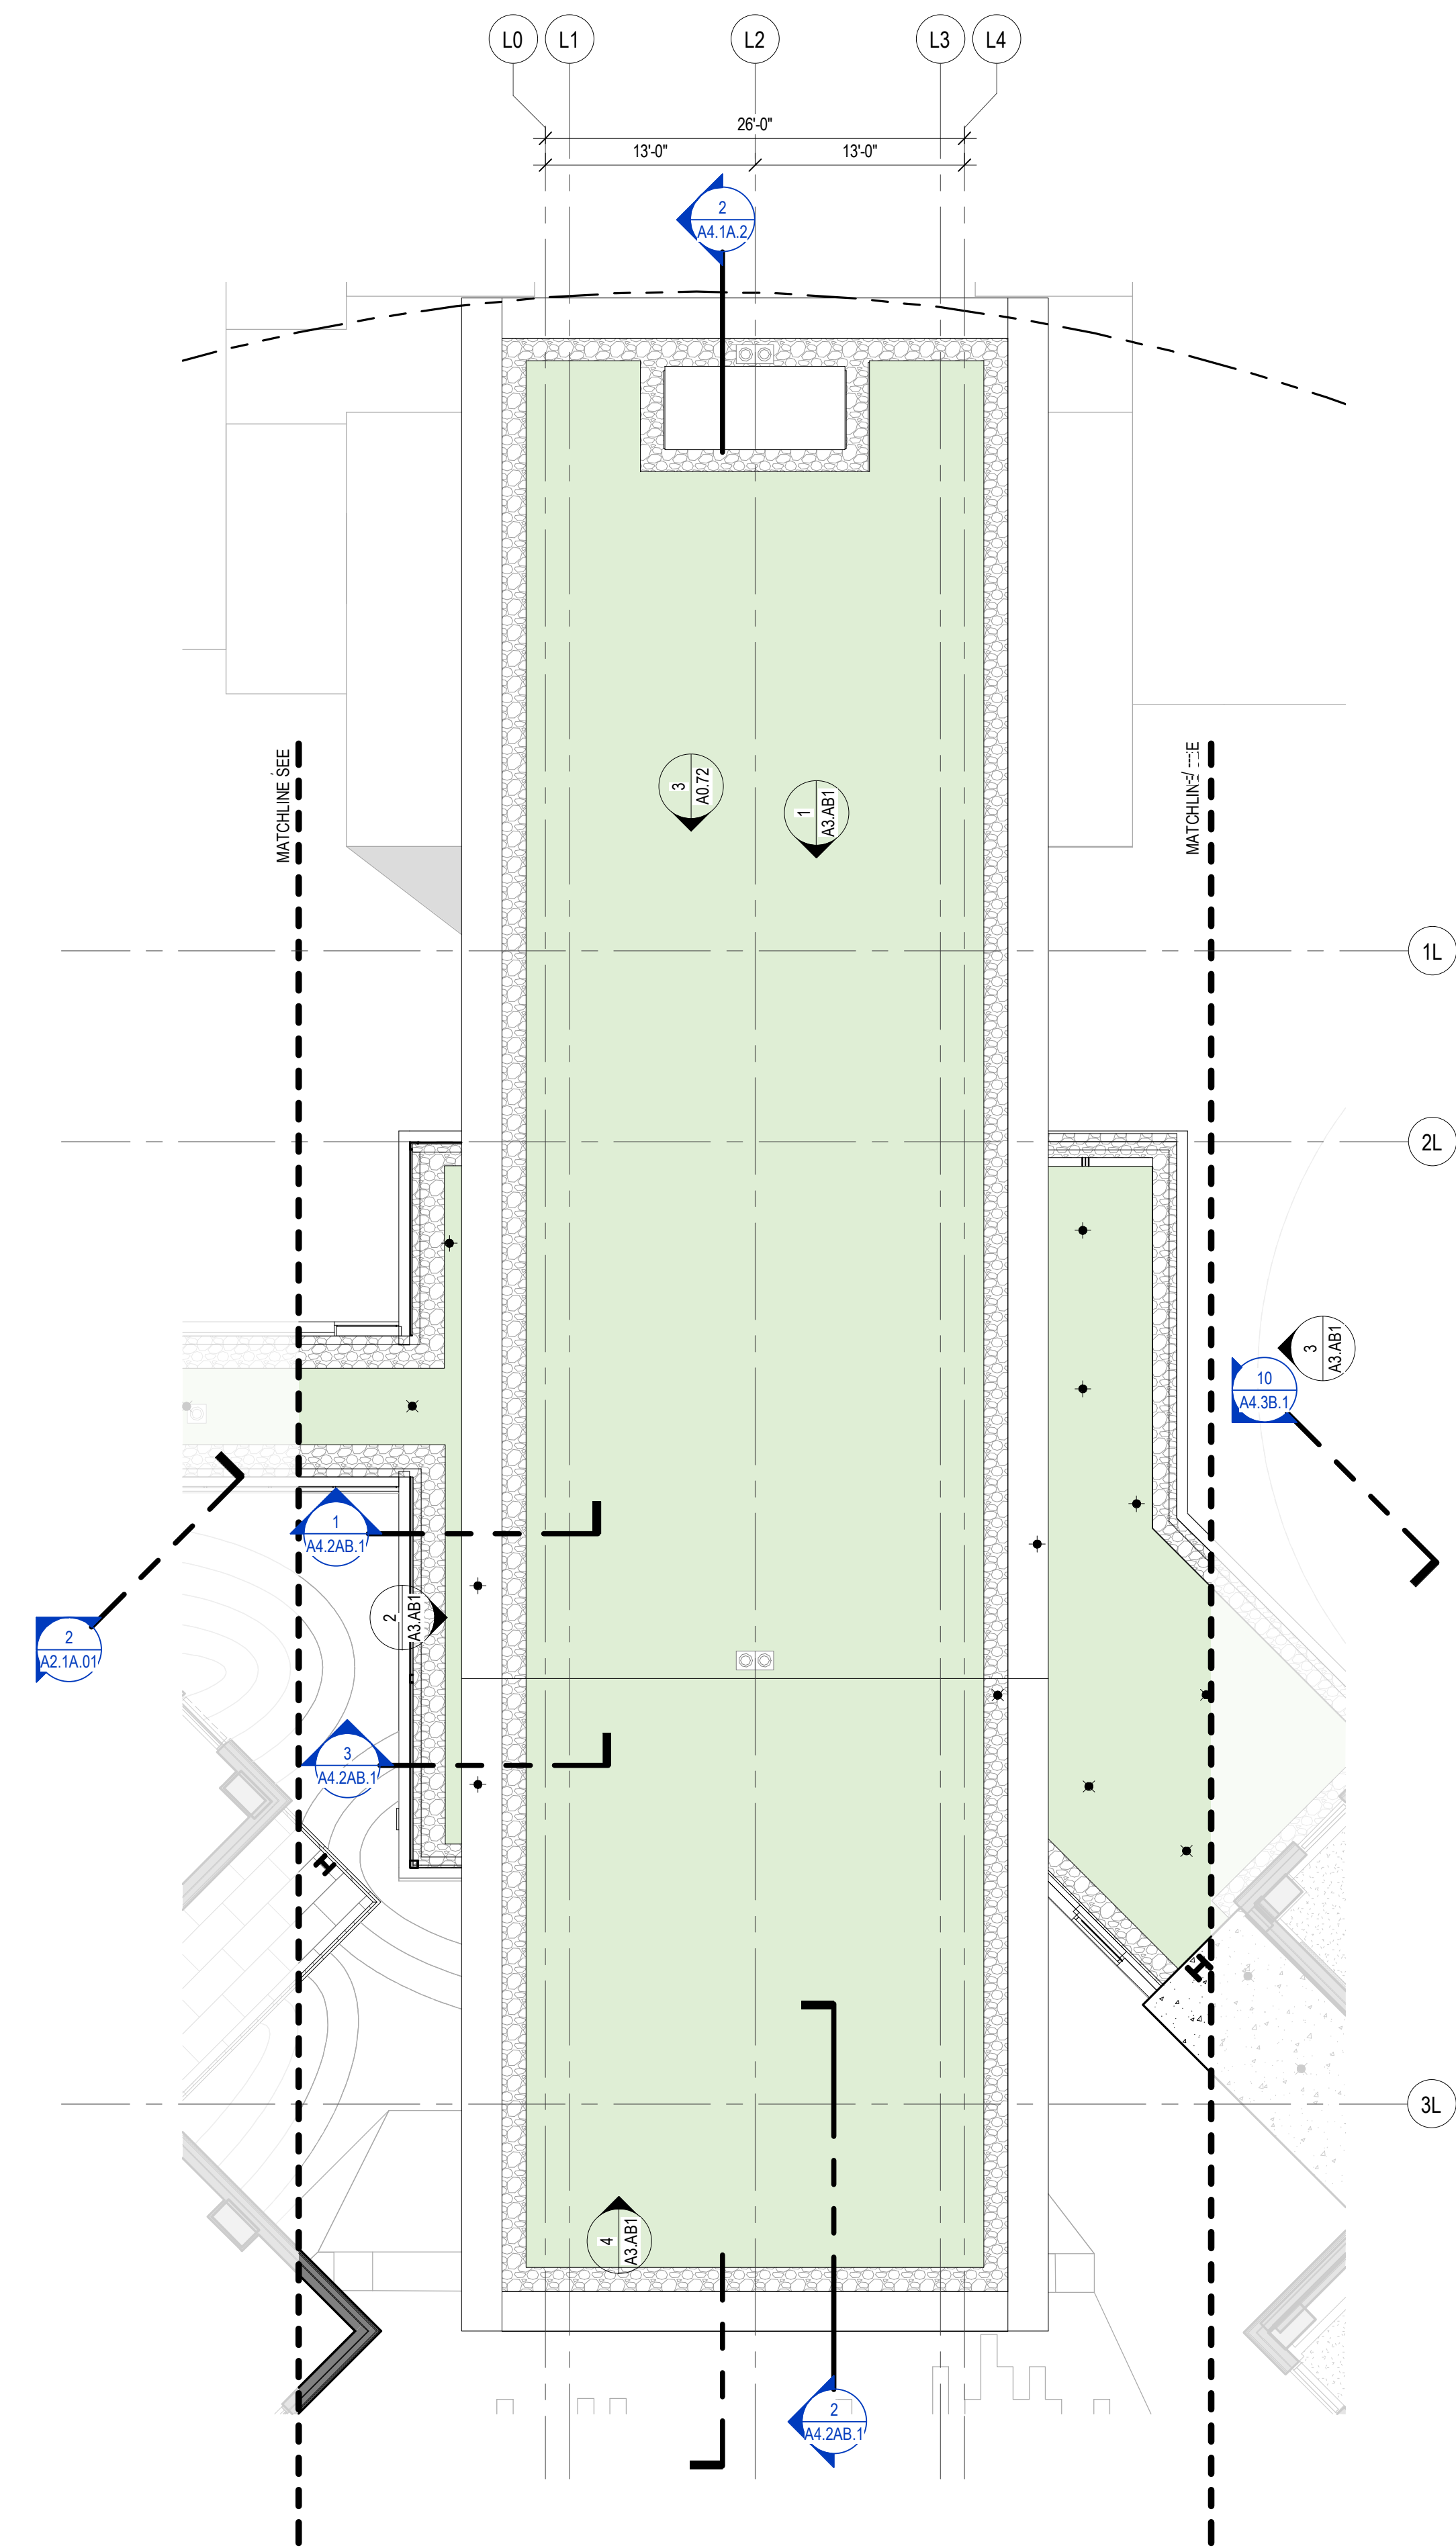 L0 L1 L2 L3 L4
26'-0"
13'-0" 13'-0"
2
A4.1A.2
MATCHLINE SEE
3
A0.72
1
A3.AB1
1L
2L
3
A3.AB1
10
A4.3B.1
1
A4.2AB.1
2
A3.AB1
2
A2.1A.01
3
A4.2AB.1
3L
4
A3.AB1
2
A4.2AB.1